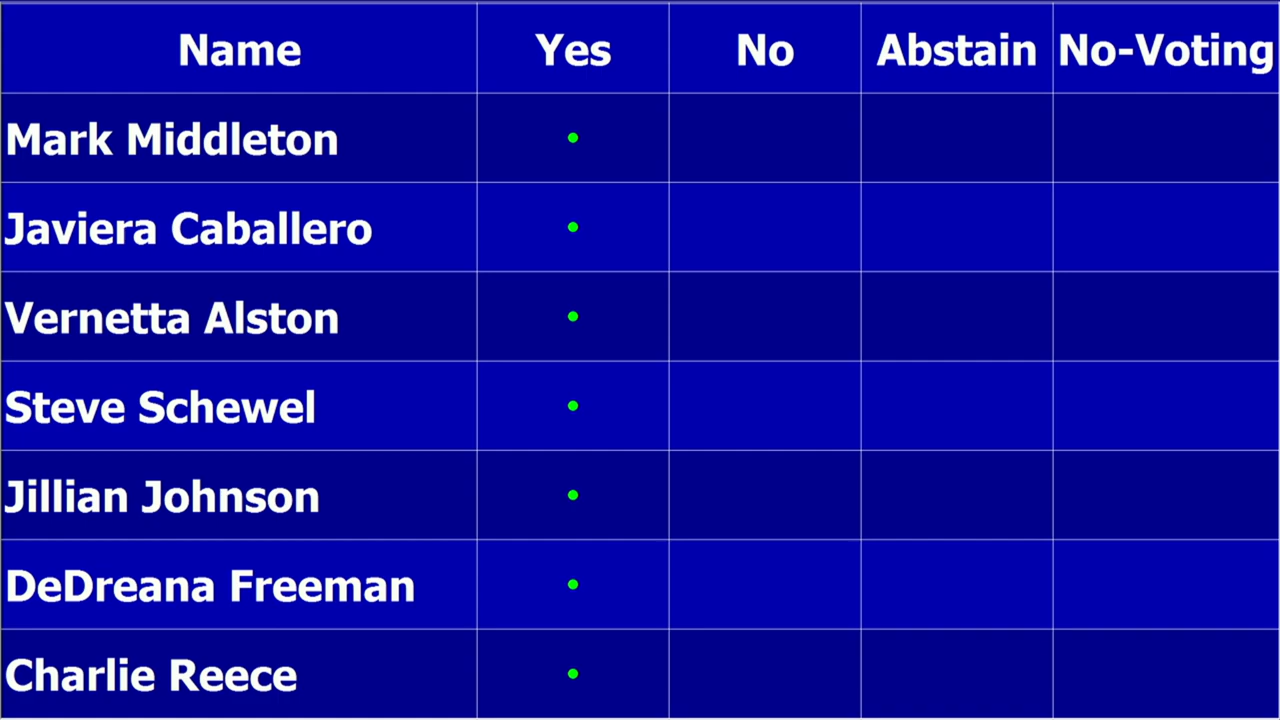 Name Yes No Abstain No-Voting
Mark Middleton
Javiera Caballero
Vernetta Alston
Steve Schewel
Jillian Johnson
DeDreana Freeman
Charlie Reece